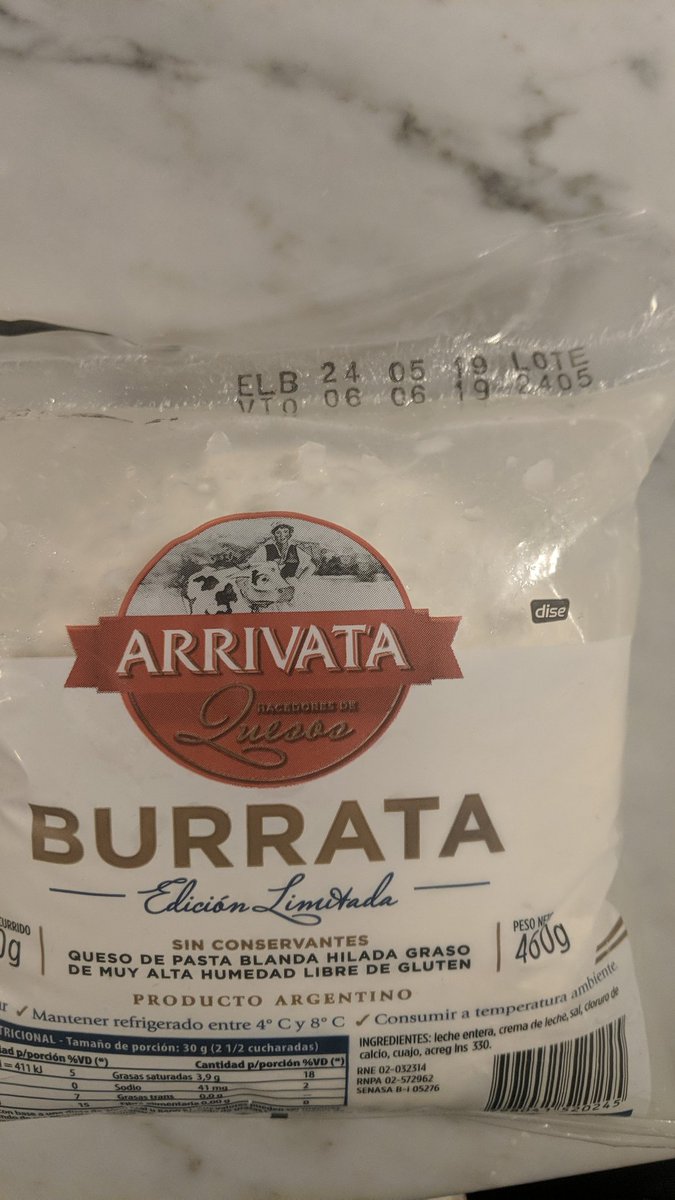 ELB 24 05 19 LOTE
VTO 06 06 19 2405
dise
ARRIVATA
HACEDORES DE
Quesos
BURRATA
Edición Limitada
SIN CONSERVANTES
QUESO DE PASTA BLANDA HILADA GRASO
DE MUY ALTA HUMEDAD LIBRE DE GLUTEN
PRODUCTO ARGENTINO
PESO
460g
✓ Mantener refrigerado entre 4° C y 8° C ✓ Consumir a temperatura ambiente
Tamaño de porción: 30 g (2 1/2 cucharadas)
p/porción %VD (*) Cantidad p/porción %VD (*)
= 411 kJ 5 Grasas saturadas 3,9 g 18
0 Sodio 41 mg 2
7 Grasas trans
15
INGREDIENTES: leche entera, crema de leche, sal, cloruro de
calcio, cuajo, acreg Ins 330.
RNE 02-032314
RNPA 02-572962
SENASA B-I 05276